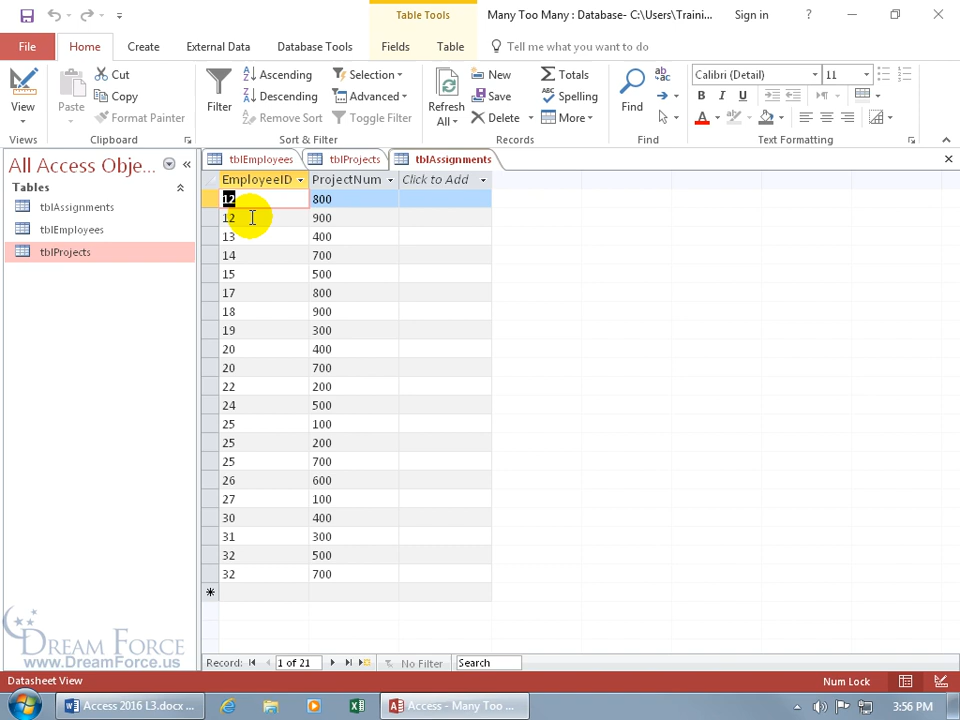 Table Tools
Many Too Many : Database- C:\Users\Traini...
Sign in
?
File
Home
Create
External Data
Database Tools
Fields
Table
Tell me what you want to do
View
Views
Paste
Cut
Copy
Format Painter
Clipboard
Filter
Ascending
Descending
Remove Sort
Selection
Advanced
Toggle Filter
Sort & Filter
Refresh
All
New
Save
Delete
Totals
Spelling
More
Records
Find
Find
Calibri (Detail)
11
B I U
Text Formatting
All Access Obje...
Tables
tblAssignments
tblEmployees
tblProjects
tblEmployees
tblProjects
tblAssignments
EmployeeID ProjectNum Click to Add
12 800
12 900
13 400
14 700
15 500
17 800
18 900
19 300
20 400
20 700
22 200
24 500
25 100
25 200
25 700
26 600
27 100
30 400
31 300
32 500
32 700
DREAM FORCE
www.DreamForce.us
Record: 1 of 21 No Filter Search
Datasheet View
Num Lock
Access 2016 L3.docx ...
Access - Many Too ...
3:56 PM